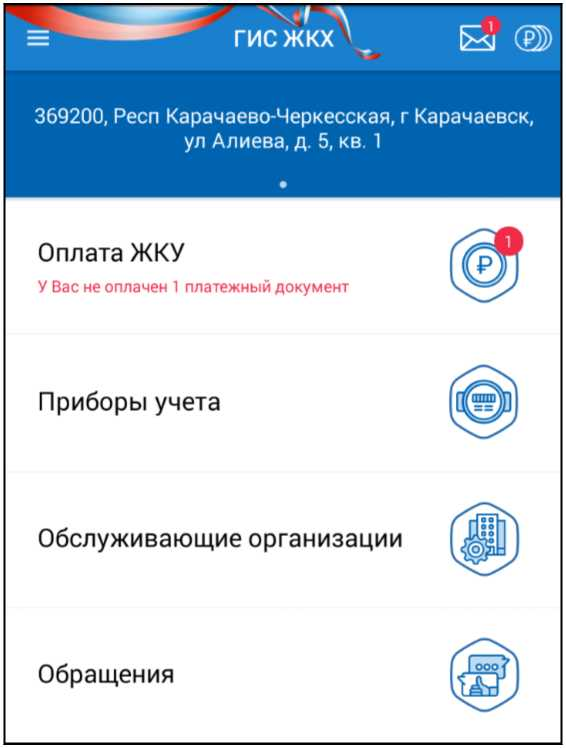 ГИС ЖКХ
1
369200, Респ Карачаево-Черкесская, г Карачаевск,
ул Алиева, д. 5, кв. 1
Оплата ЖКУ
1
У Вас не оплачен 1 платежный документ
Приборы учета
Обслуживающие организации
Обращения